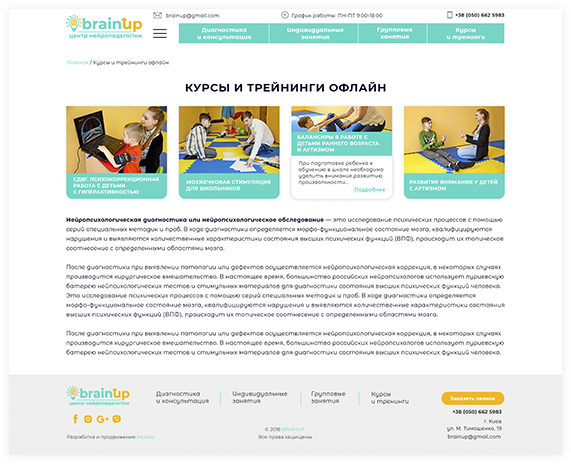 brainup
центр нейропедагогіки
brainup@gmail.com
График работы: ПН-ПТ 9:00-18:00
+38 (050) 662 5983
Диагностика
и консультация
Индивидуальные
занятия
Групповые
занятия
Курсы
и тренинги
Главная / Курсы и трейнинги офлайн
КУРСЫ И ТРЕЙНИНГИ ОФЛАЙН
СДВГ. ПСИХОКОРРЕКЦИОННАЯ
РАБОТА С ДЕТЬМИ
С ГИПЕРАКТИВНОСТЬЮ
МОЗЖЕЧКОВАЯ СТИМУЛЯЦИЯ
ДЛЯ ШКОЛЬНИКОВ
БАЛАНСИРЫ В РАБОТЕ С
ДЕТЬМИ РАННЕГО ВОЗРАСТА
И АУТИЗМОМ
При подготовке ребенка к
обучению в школе необходимо
уделить внимание развитию
произвольности...
Подробнее
РАЗВИТИЕ ВНИМАНИЯ У ДЕТЕЙ
С АУТИЗМОМ
Нейропсихологическая диагностика или нейропсихологическое обследование — это исследование психических процессов с помощью
серий специальных методик и проб. В ходе диагностики определяется морфо-функциональное состояние мозга, квалифицируются
нарушения и выявляются количественные характеристики состояния высших психических функций (ВПФ), происходит их топическое
соотнесение с определенными областями мозга.
После диагностики при выявлении патологии или дефектов осуществляется нейропсихологическая коррекция, в некоторых случаях
производится хирургическое вмешательство. В настоящее время, большинство российских нейропсихологов использует луриевскую
батерею нейпсихологических тестов и стимульных материалов для диагностики состояния высших психических функций человека.
Это исследование психических процессов с помощью серий специальных методик и проб. В ходе диагностики определяется
морфо-функциональное состояние мозга, квалифицируются нарушения и выявляются количественные характеристики состояния
высших психических функций (ВПФ), происходит их топическое соотнесение с определенными областями мозга.
После диагностики при выявлении патологии или дефектов осуществляется нейропсихологическая коррекция, в некоторых случаях
производится хирургическое вмешательство. В настоящее время, большинство российских нейропсихологов использует луриевскую
батерею нейпсихологических тестов и стимульных материалов для диагностики состояния высших психических функций человека.
brainup
центр нейропедагогіки
Диагностика
и консультация
Индивидуальные
занятия
Групповые
занятия
Курсы
и тренинги
Заказать звонок
+38 (050) 662 5983
г. Киев
ул. М. Тимошенко, 19
brainup@gmail.com
Разработка и продвижение
© 2018 BRAINUP.
Все права защищены